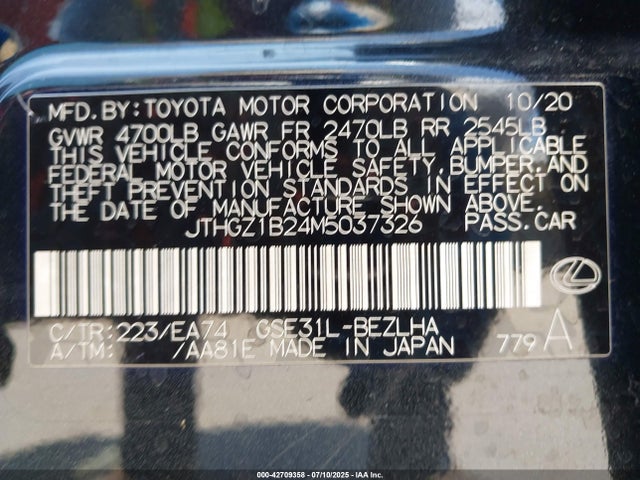 MFD.BY:TOYOTA MOTOR CORPORATION 10/20
GVWR 4700LB GAWR FR 2470LB RR 2545LB
THIS VEHICLE CONFORMS TO ALL APPLICABLE
FEDERAL MOTOR VEHICLE SAFETY,BUMPER,AND
THEFT PREVENTION STANDARDS IN EFFECT ON
THE DATE OF MANUFACTURE SHOWN ABOVE.
JTHGZ1B24M5037326 PASS.CAR
C/TR:223/EA74 GSE31L-BEZLHA
A/TM: /AA81E MADE IN JAPAN 779A
000-42709358 - 07/10/2025 - IAA Inc.